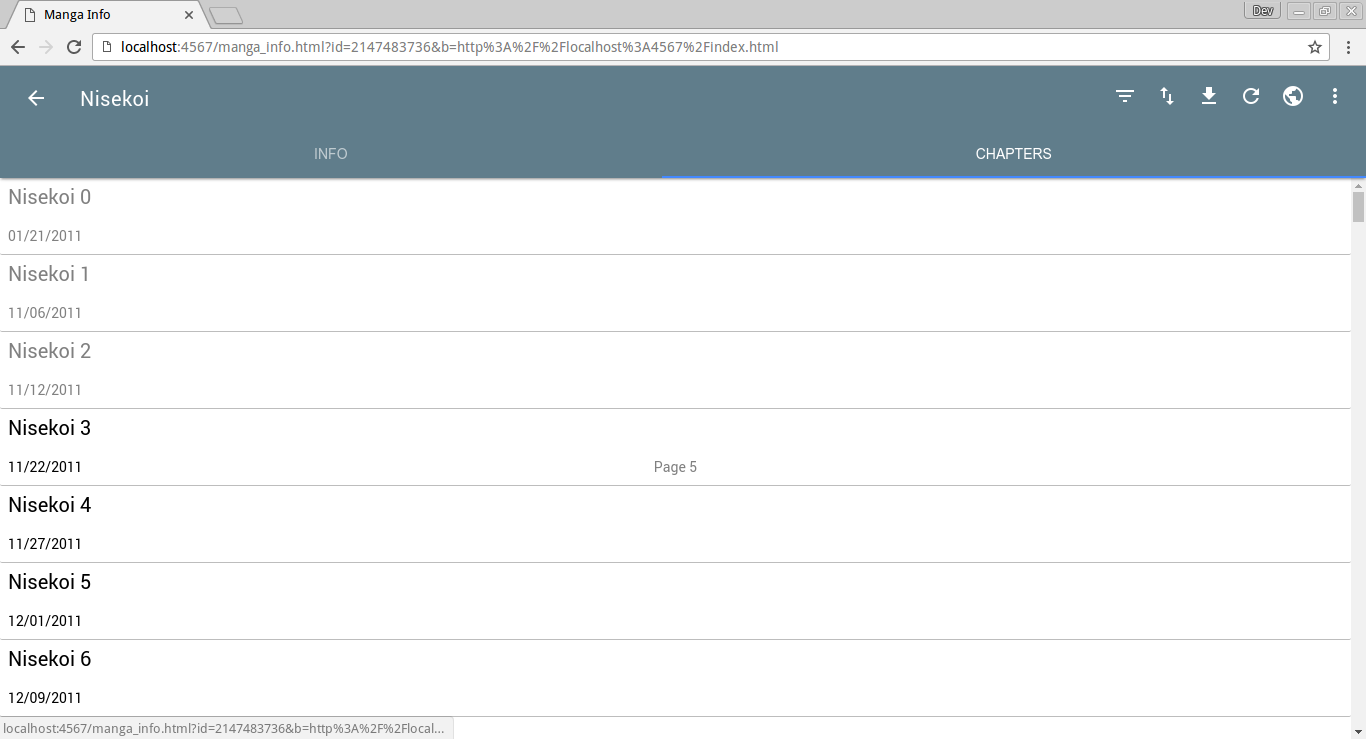 Manga Info
Dev
localhost:4567/manga_info.html?id=2147483736&b=http%3A%2F%2Flocalhost%3A4567%2Findex.html
Nisekoi
INFO
CHAPTERS
Nisekoi 0
01/21/2011
Nisekoi 1
11/06/2011
Nisekoi 2
11/12/2011
Nisekoi 3
11/22/2011
Page 5
Nisekoi 4
11/27/2011
Nisekoi 5
12/01/2011
Nisekoi 6
12/09/2011
localhost:4567/manga_info.html?id=2147483736&b=http%3A%2F%2Flocal...